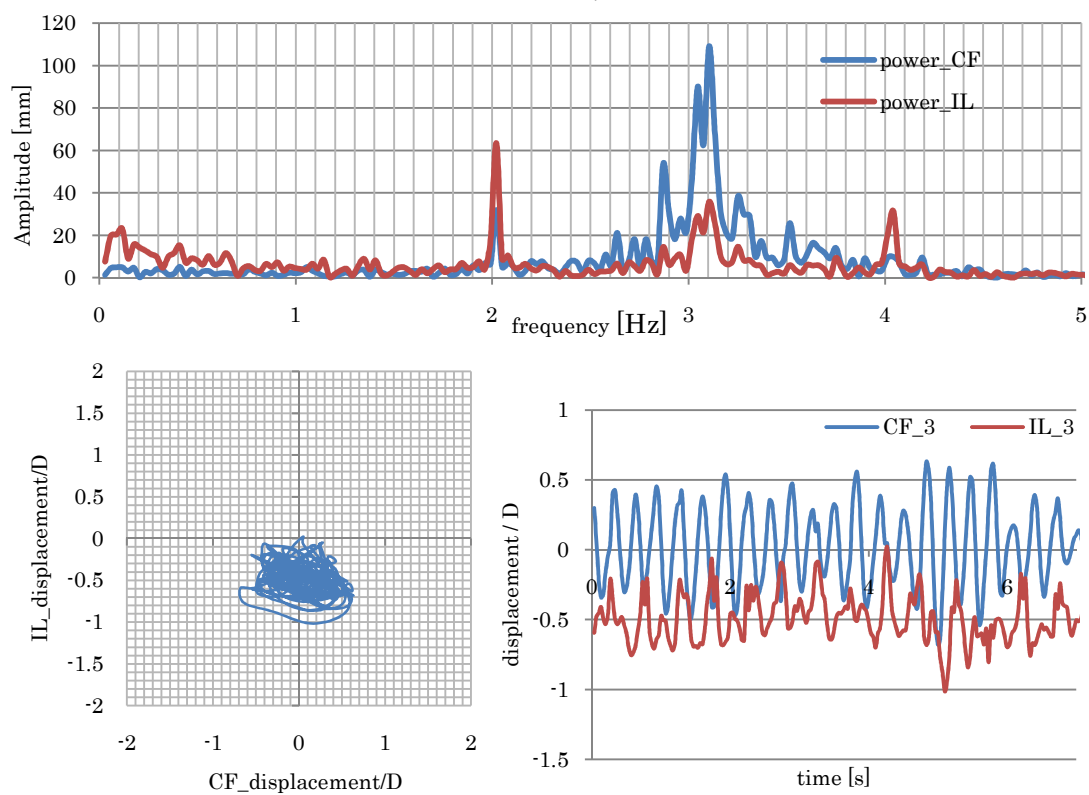 120
100
80
60
40
20
0
Amplitude [mm]
power_CF
power_IL
0 1 2 3 4 5
frequency [Hz]
2
1.5
1
0.5
0
-0.5
-1
-1.5
-2
IL_displacement/D
-2 -1 0 1 2
CF_displacement/D
1
0.5
0
-0.5
-1
-1.5
displacement / D
CF_3 IL_3
0 2 4 6
time [s]